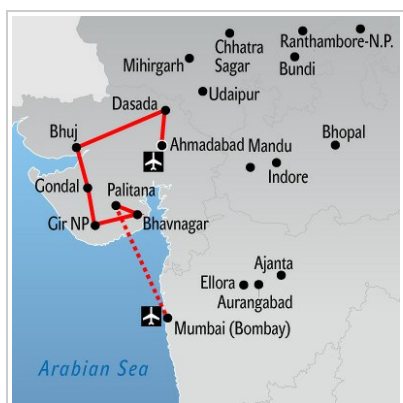 Ranthambore-N.P.
Chhatra
Sagar
Bundi
Mihirgarh
Udaipur
Dasada
Bhuj
Ahmadabad
Mandu
Bhopal
Indore
Gondal
Palitana
Gir NP
Bhavnagar
Ajanta
Ellora
Aurangabad
Mumbai (Bombay)
Arabian Sea